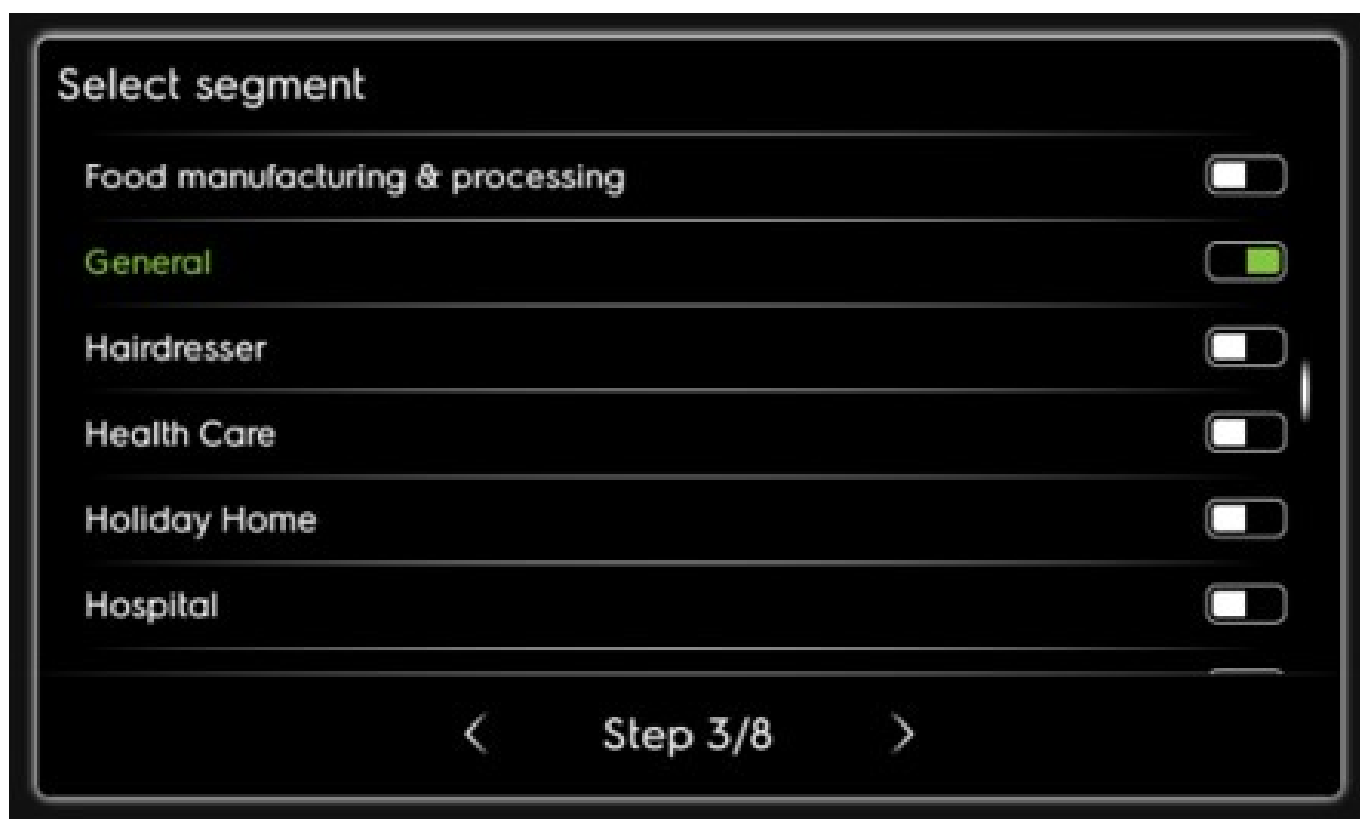 Select segment
Food manufacturing & processing
General
Hairdresser
Health Care
Holiday Home
Hospital
< Step 3/8 >